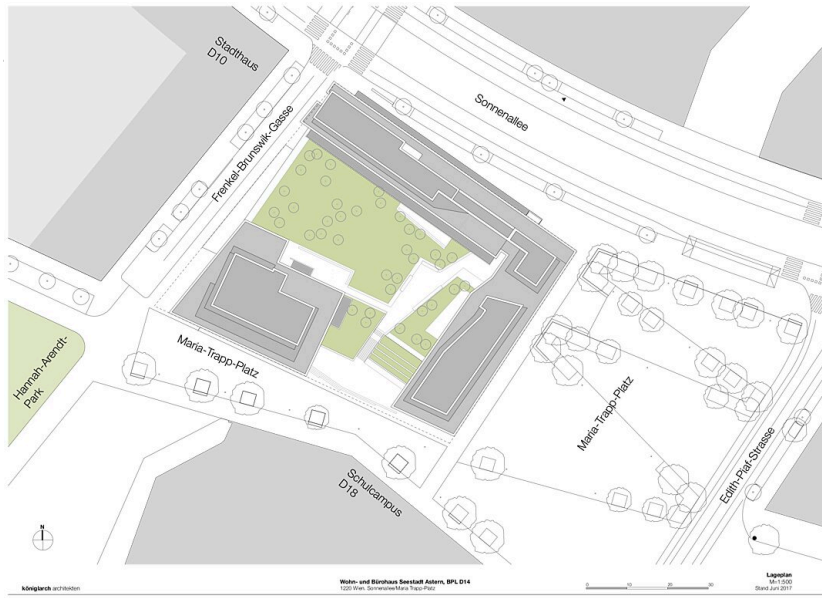 Stadthaus
D10
Sonnenallee
Frenkel-Brunswik-Gasse
Hannah-Arendt-
Park
Maria-Trapp-Platz
Maria-Trapp-Platz
Schulcampus
D18
Edith-Piaf-Strasse
N
königlarch architekten
Wohn- und Bürohaus Seestadt Astern, BPL D14
1220 Wien, Sonnenallee/Maria Trapp-Platz
0 10 20 30
Lageplan
M=1:500
Stand Juni 2017